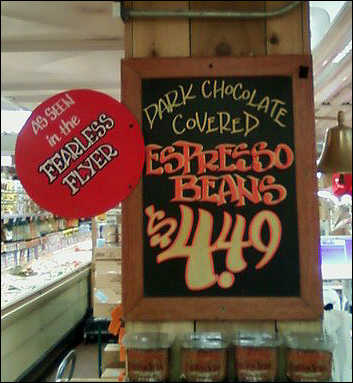 AS SEEN
in the
FEARLESS
FLYER
DARK CHOCOLATE
COVERED
ESPRESSO
BEANS
$4.49